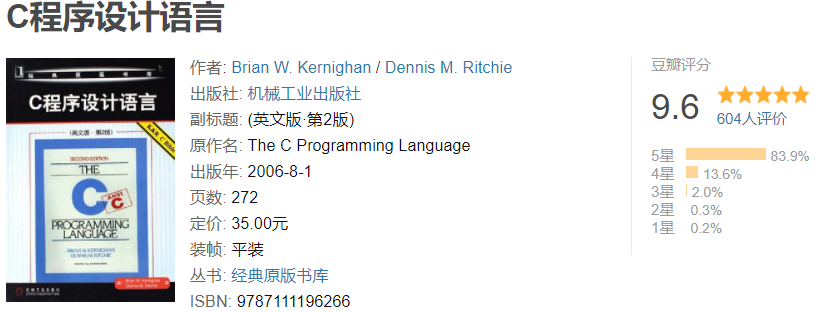 C程序设计语言
经典原版书库
C程序设计语言
(英文版·第2版)
K&R C Bible
SECOND EDITION
THE
C
ANSI C
PROGRAMMING
LANGUAGE
BRIAN W. KERNIGHAN
DENNIS M. RITCHIE
Brian W. Kernighan
Dennis M. Ritchie
机械工业出版社
作者: Brian W. Kernighan / Dennis M. Ritchie
出版社: 机械工业出版社
副标题: (英文版·第2版)
原作名: The C Programming Language
出版年: 2006-8-1
页数: 272
定价: 35.00元
装帧: 平装
丛书: 经典原版书库
ISBN: 9787111196266
豆瓣评分
9.6
604人评价
5星 83.9%
4星 13.6%
3星 2.0%
2星 0.3%
1星 0.2%